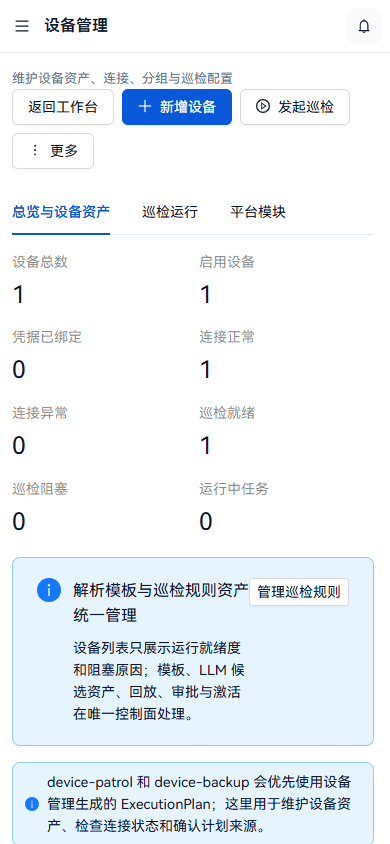 设备管理
维护设备资产、连接、分组与巡检配置
返回工作台
新增设备
发起巡检
更多
总览与设备资产
巡检运行
平台模块
设备总数
启用设备
1
1
凭据已绑定
连接正常
0
1
连接异常
巡检就绪
0
1
巡检阻塞
运行中任务
0
0
解析模板与巡检规则资产
统一管理
管理巡检规则
设备列表只展示运行就绪度
和阻塞原因；模板、LLM 候
选资产、回放、审批与激活
在唯一控制面处理。
device-patrol 和 device-backup 会优先使用设备
管理生成的 ExecutionPlan；这里用于维护设备资
产、检查连接状态和确认计划来源。